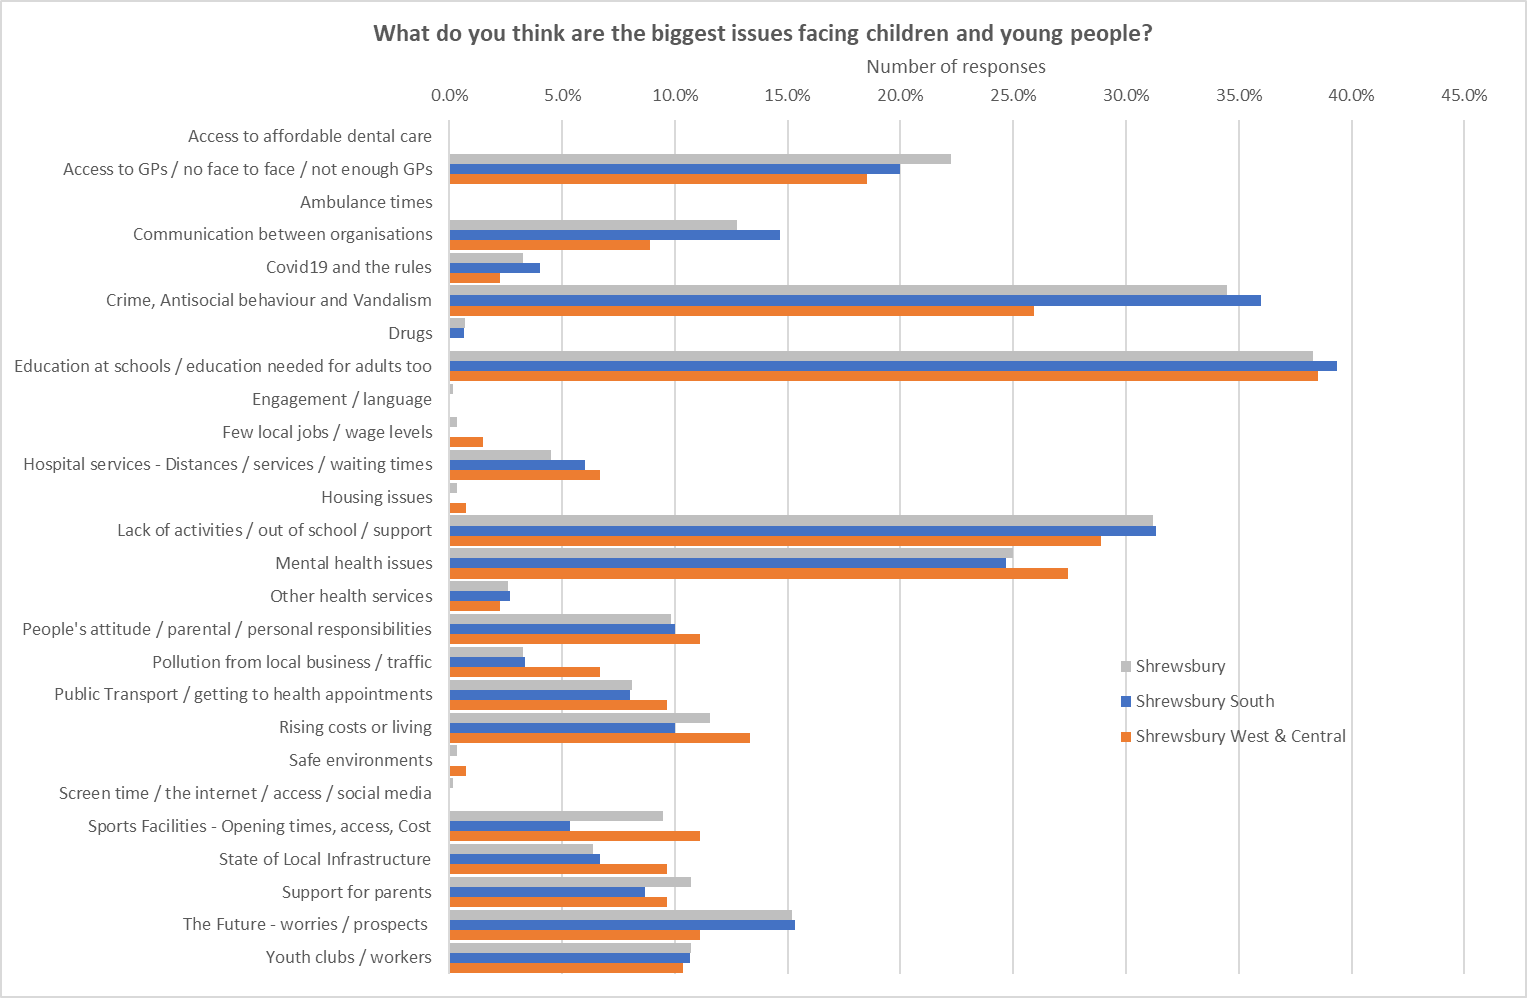 What do you think are the biggest issues facing children and young people?
Number of responses
0.0% 5.0% 10.0% 15.0% 20.0% 25.0% 30.0% 35.0% 40.0% 45.0%
Access to affordable dental care
Access to GPs / no face to face / not enough GPs
Ambulance times
Communication between organisations
Covid19 and the rules
Crime, Antisocial behaviour and Vandalism
Drugs
Education at schools / education needed for adults too
Engagement / language
Few local jobs / wage levels
Hospital services - Distances / services / waiting times
Housing issues
Lack of activities / out of school / support
Mental health issues
Other health services
People's attitude / parental / personal responsibilities
Pollution from local business / traffic
Public Transport / getting to health appointments
Rising costs or living
Safe environments
Screen time / the internet / access / social media
Sports Facilities - Opening times, access, Cost
State of Local Infrastructure
Support for parents
The Future - worries / prospects
Youth clubs / workers
Shrewsbury
Shrewsbury South
Shrewsbury West & Central